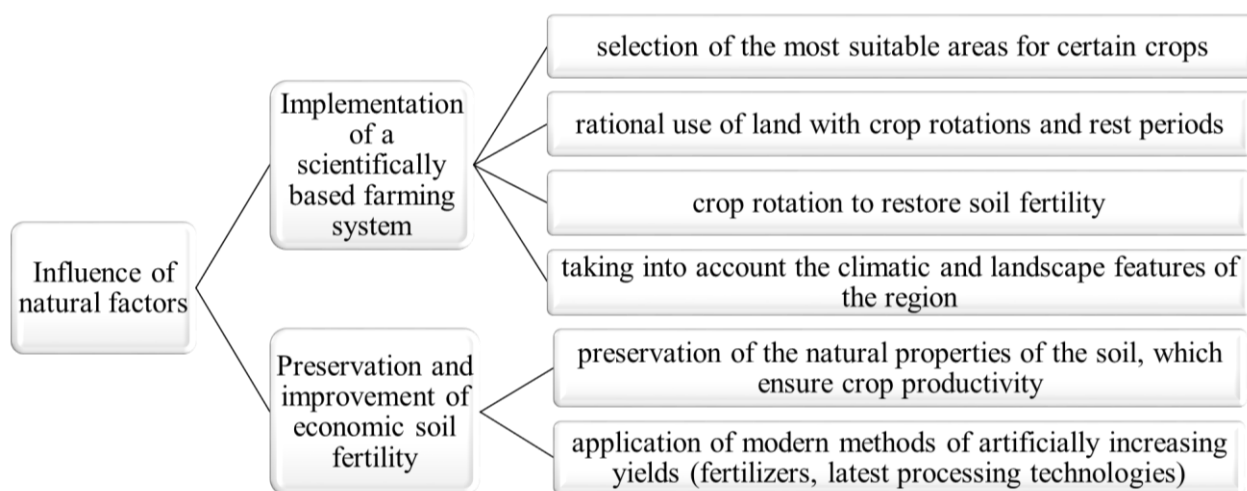 Influence of
natural factors
Implementation
of a
scientifically
based farming
system
selection of the most suitable areas for certain crops
rational use of land with crop rotations and rest periods
crop rotation to restore soil fertility
taking into account the climatic and landscape features of
the region
Preservation and
improvement of
economic soil
fertility
preservation of the natural properties of the soil, which
ensure crop productivity
application of modern methods of artificially increasing
yields (fertilizers, latest processing technologies)